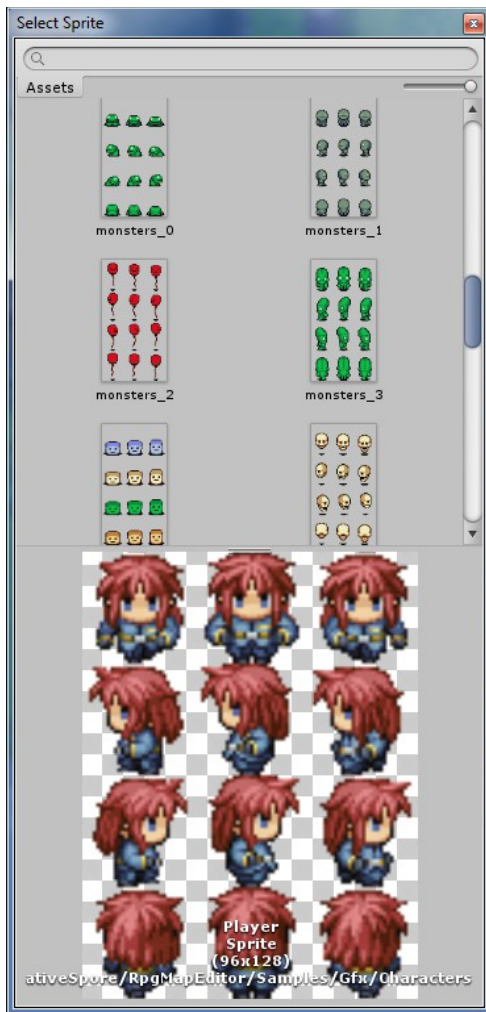 Select Sprite
Assets
monsters_0
monsters_1
monsters_2
monsters_3
Player
Sprite
(96x128)
ativeSpore/RpgMapEditor/Samples/Gfx/Characters